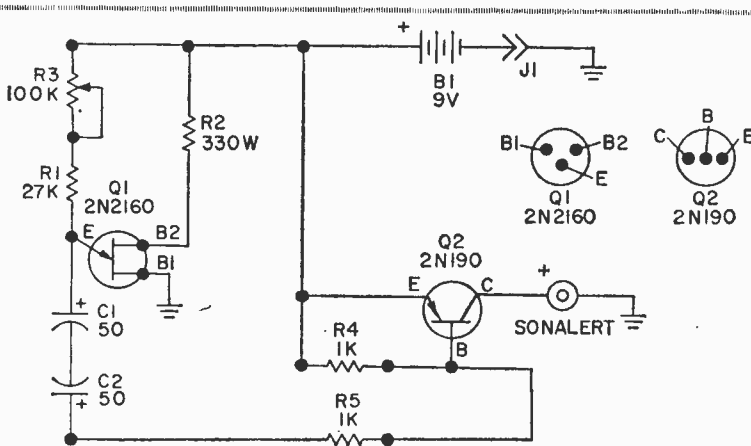 R3
100K
R1
27K
Q1
2N2160
E
B2
B1
R2
330W
+
C1
50
C2
50
+
+
B1
9V
J1
B1
B2
E
Q1
2N2160
C
B
E
Q2
2N190
Q2
2N190
E
C
B
+
SONALERT
R4
1K
R5
1K